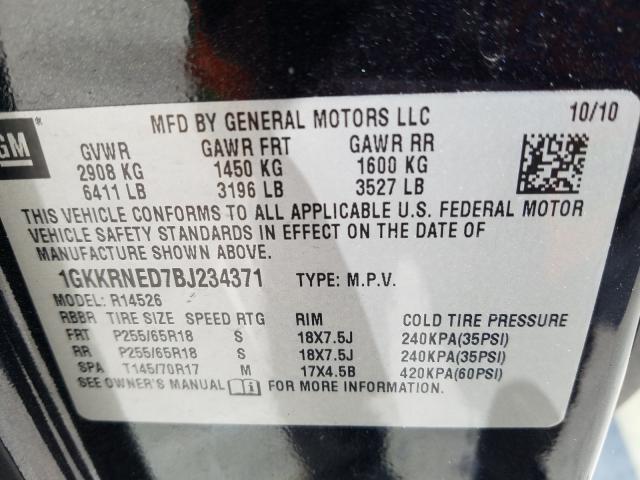 GM
MFD BY GENERAL MOTORS LLC 10/10
GVWR GAWR FRT GAWR RR
2908 KG 1450 KG 1600 KG
6411 LB 3196 LB 3527 LB
THIS VEHICLE CONFORMS TO ALL APPLICABLE U.S. FEDERAL MOTOR
VEHICLE SAFETY STANDARDS IN EFFECT ON THE DATE OF
MANUFACTURE SHOWN ABOVE.
1GKKRNED7BJ234371 TYPE: M.P.V.
MODEL: R14526
RBBR TIRE SIZE SPEED RTG RIM COLD TIRE PRESSURE
FRT P255/65R18 S 18X7.5J 240KPA(35PSI)
RR P255/65R18 S 18X7.5J 240KPA(35PSI)
SPA T145/70R17 M 17X4.5B 420KPA(60PSI)
SEE OWNER'S MANUAL FOR MORE INFORMATION.